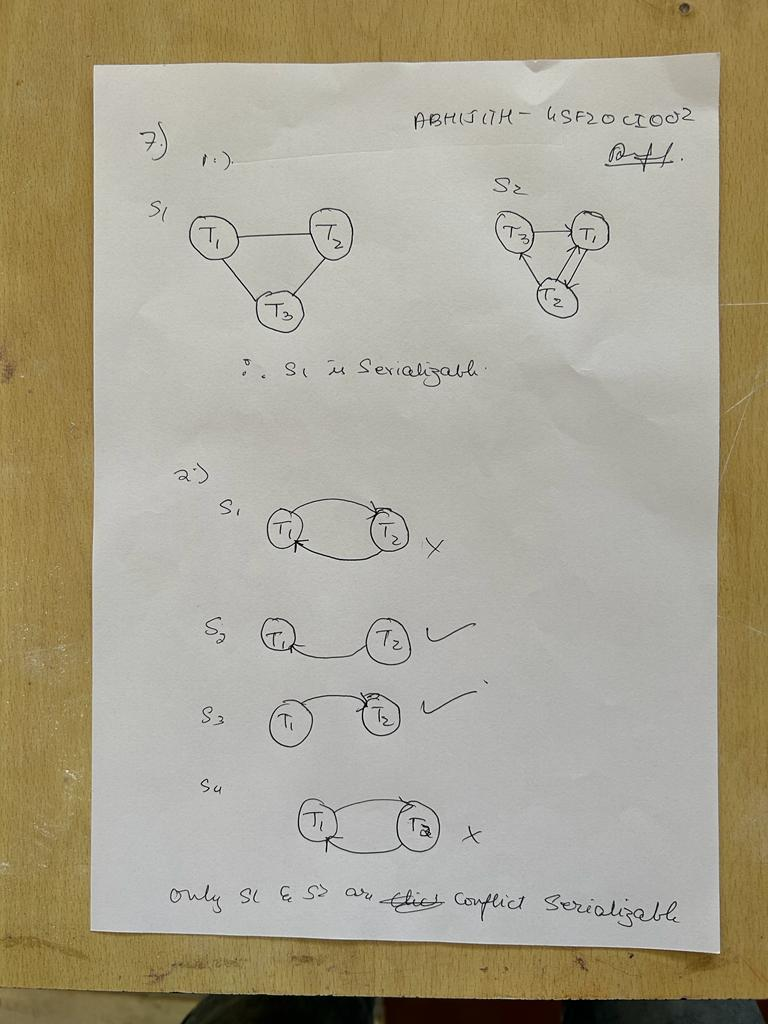 ABHIJITH - 4SF20CI002
7.)
1.)
S1
T1 T2
T3
S2
T3 T1
T2
∴ S1 is Serializable.
2.)
S1 T1 T2 X
S2 T1 T2 ✓
S3 T1 T2 ✓
S4 T1 T2 X
only S1 & S2 are conflict Serializable